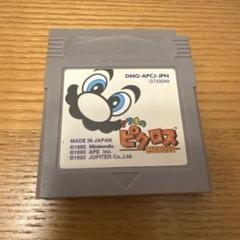 DMG-APCJ-JPN
MADE IN JAPAN
©1995 Nintendo
©1995 APE inc.
©1995 JUPITER Co.,Ltd.
ピクロス